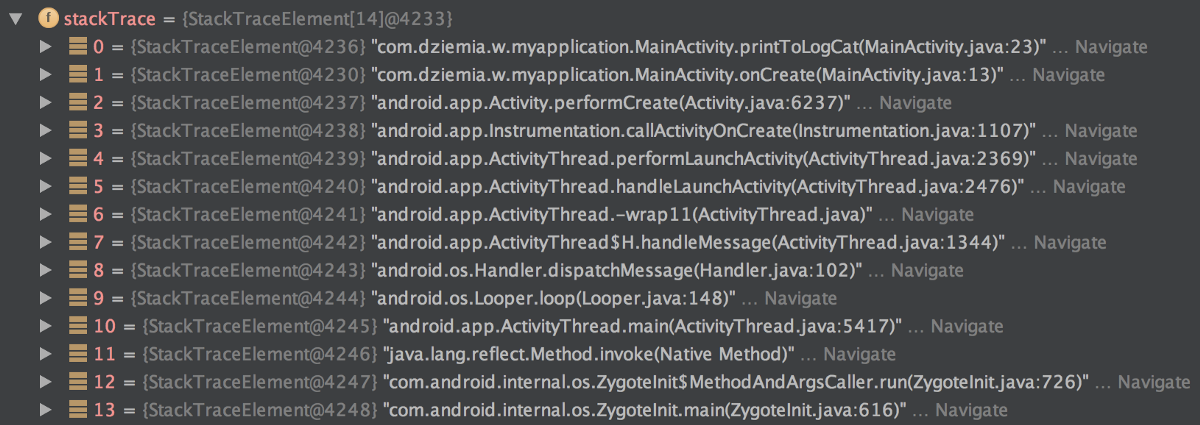 f stackTrace = {StackTraceElement[14]@4233}
0 = {StackTraceElement@4236} "com.dziemia.w.myapplication.MainActivity.printToLogCat(MainActivity.java:23)" ... Navigate
1 = {StackTraceElement@4230} "com.dziemia.w.myapplication.MainActivity.onCreate(MainActivity.java:13)" ... Navigate
2 = {StackTraceElement@4237} "android.app.Activity.performCreate(Activity.java:6237)" ... Navigate
3 = {StackTraceElement@4238} "android.app.Instrumentation.callActivityOnCreate(Instrumentation.java:1107)" ... Navigate
4 = {StackTraceElement@4239} "android.app.ActivityThread.performLaunchActivity(ActivityThread.java:2369)" ... Navigate
5 = {StackTraceElement@4240} "android.app.ActivityThread.handleLaunchActivity(ActivityThread.java:2476)" ... Navigate
6 = {StackTraceElement@4241} "android.app.ActivityThread.-wrap11(ActivityThread.java)" ... Navigate
7 = {StackTraceElement@4242} "android.app.ActivityThread$H.handleMessage(ActivityThread.java:1344)" ... Navigate
8 = {StackTraceElement@4243} "android.os.Handler.dispatchMessage(Handler.java:102)" ... Navigate
9 = {StackTraceElement@4244} "android.os.Looper.loop(Looper.java:148)" ... Navigate
10 = {StackTraceElement@4245} "android.app.ActivityThread.main(ActivityThread.java:5417)" ... Navigate
11 = {StackTraceElement@4246} "java.lang.reflect.Method.invoke(Native Method)" ... Navigate
12 = {StackTraceElement@4247} "com.android.internal.os.ZygoteInit$MethodAndArgsCaller.run(ZygoteInit.java:726)" ... Navigate
13 = {StackTraceElement@4248} "com.android.internal.os.ZygoteInit.main(ZygoteInit.java:616)" ... Navigate